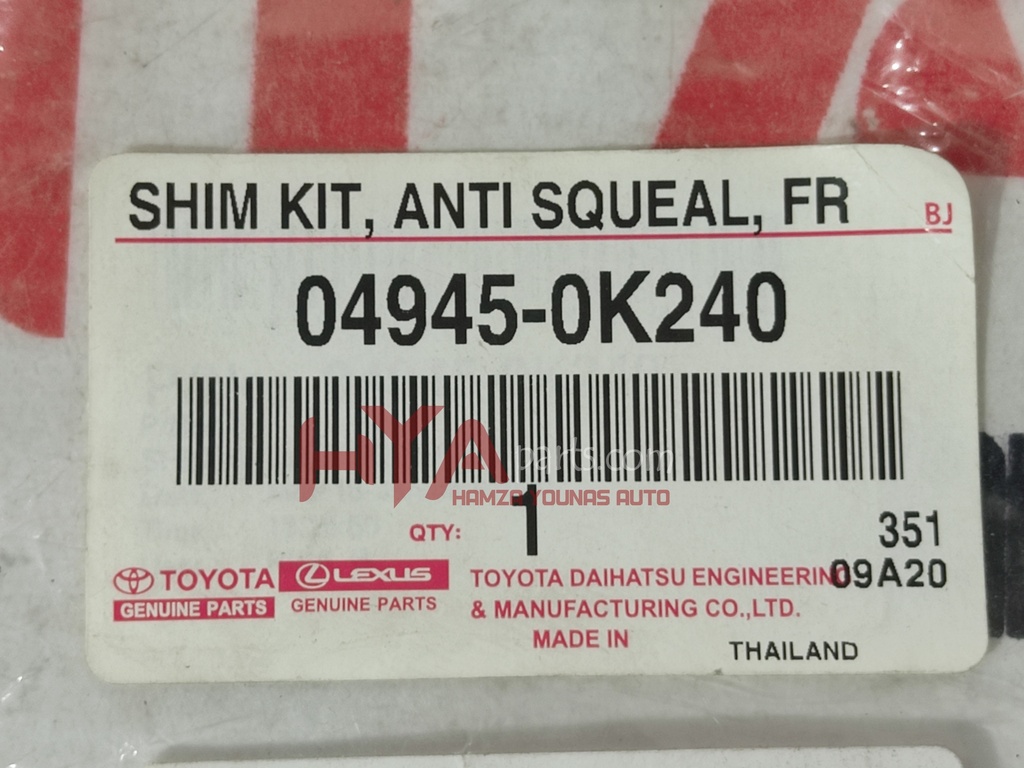 SHIM KIT, ANTI SQUEAL, FR BJ
04945-0K240
HYA parts.com
HAMZA YOUNAS AUTO
QTY: 1
351
09A20
TOYOTA
GENUINE PARTS
LEXUS
GENUINE PARTS
TOYOTA DAIHATSU ENGINEERING
& MANUFACTURING CO.,LTD.
MADE IN
THAILAND